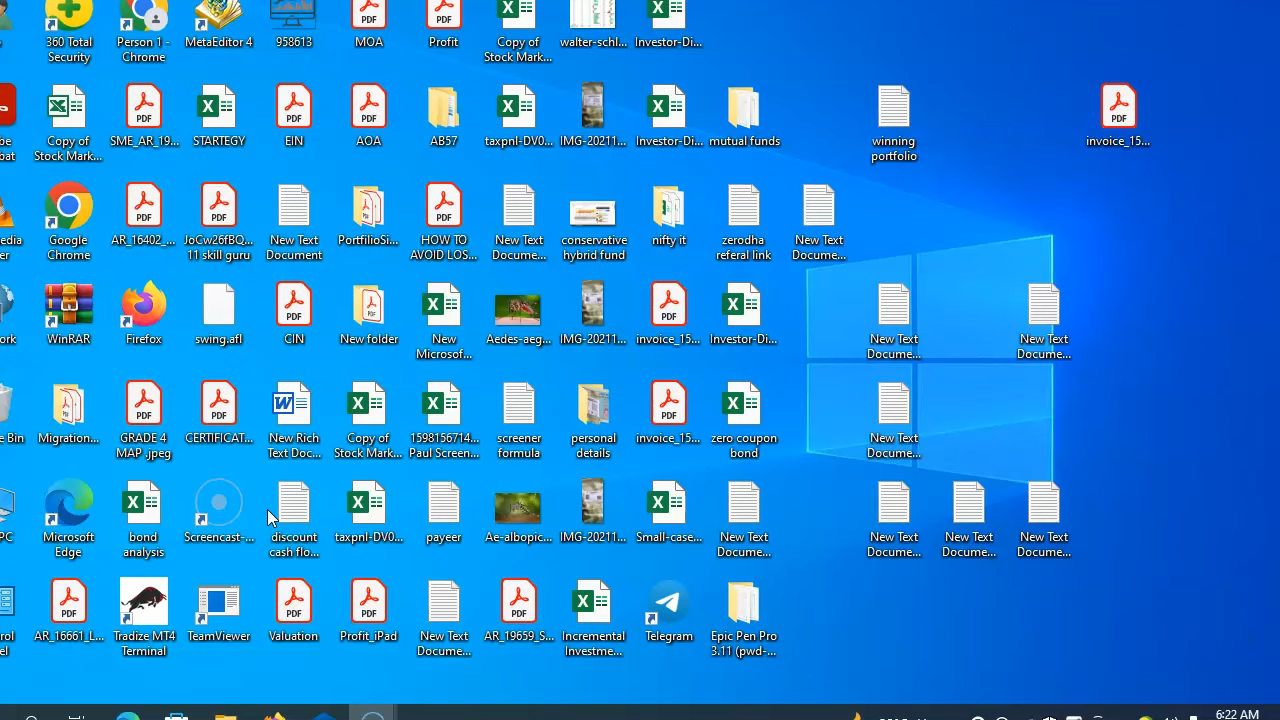 360 Total
Security
Person 1 -
Chrome
MetaEditor 4
958613
MOA
Profit
Copy of
Stock Mark...
walter-schl...
Investor-Di...
Copy of
Stock Mark...
SME_AR_19...
STARTEGY
EIN
AOA
AB57
taxpnl-DV0...
IMG-20211...
Investor-Di...
mutual funds
winning
portfolio
invoice_15...
Google
Chrome
AR_16402_...
JoCw26fBQ...
11 skill guru
New Text
Document
PortfilioSi...
HOW TO
AVOID LOS...
New Text
Docume...
conservative
hybrid fund
nifty it
zerodha
referal link
New Text
Docume...
WinRAR
Firefox
swing.afl
CIN
New folder
New
Microsof...
Aedes-aeg...
IMG-20211...
invoice_15...
Investor-Di...
New Text
Docume...
New Text
Docume...
Bin
Migration...
GRADE 4
MAP .jpeg
CERTIFICAT...
New Rich
Text Doc...
Copy of
Stock Mark...
1598156714...
Paul Screen...
screener
formula
personal
details
invoice_15...
zero coupon
bond
New Text
Docume...
PC
Microsoft
Edge
bond
analysis
Screencast-...
discount
cash flo...
taxpnl-DV0...
payeer
Ae-albopic...
IMG-20211...
Small-case...
New Text
Docume...
New Text
Docume...
New Text
Docume...
New Text
Docume...
AR_16661_L...
Tradize MT4
Terminal
TeamViewer
Valuation
Profit_iPad
New Text
Docume...
AR_19659_S...
Incremental
Investme...
Telegram
Epic Pen Pro
3.11 (pwd-...
6:22 AM